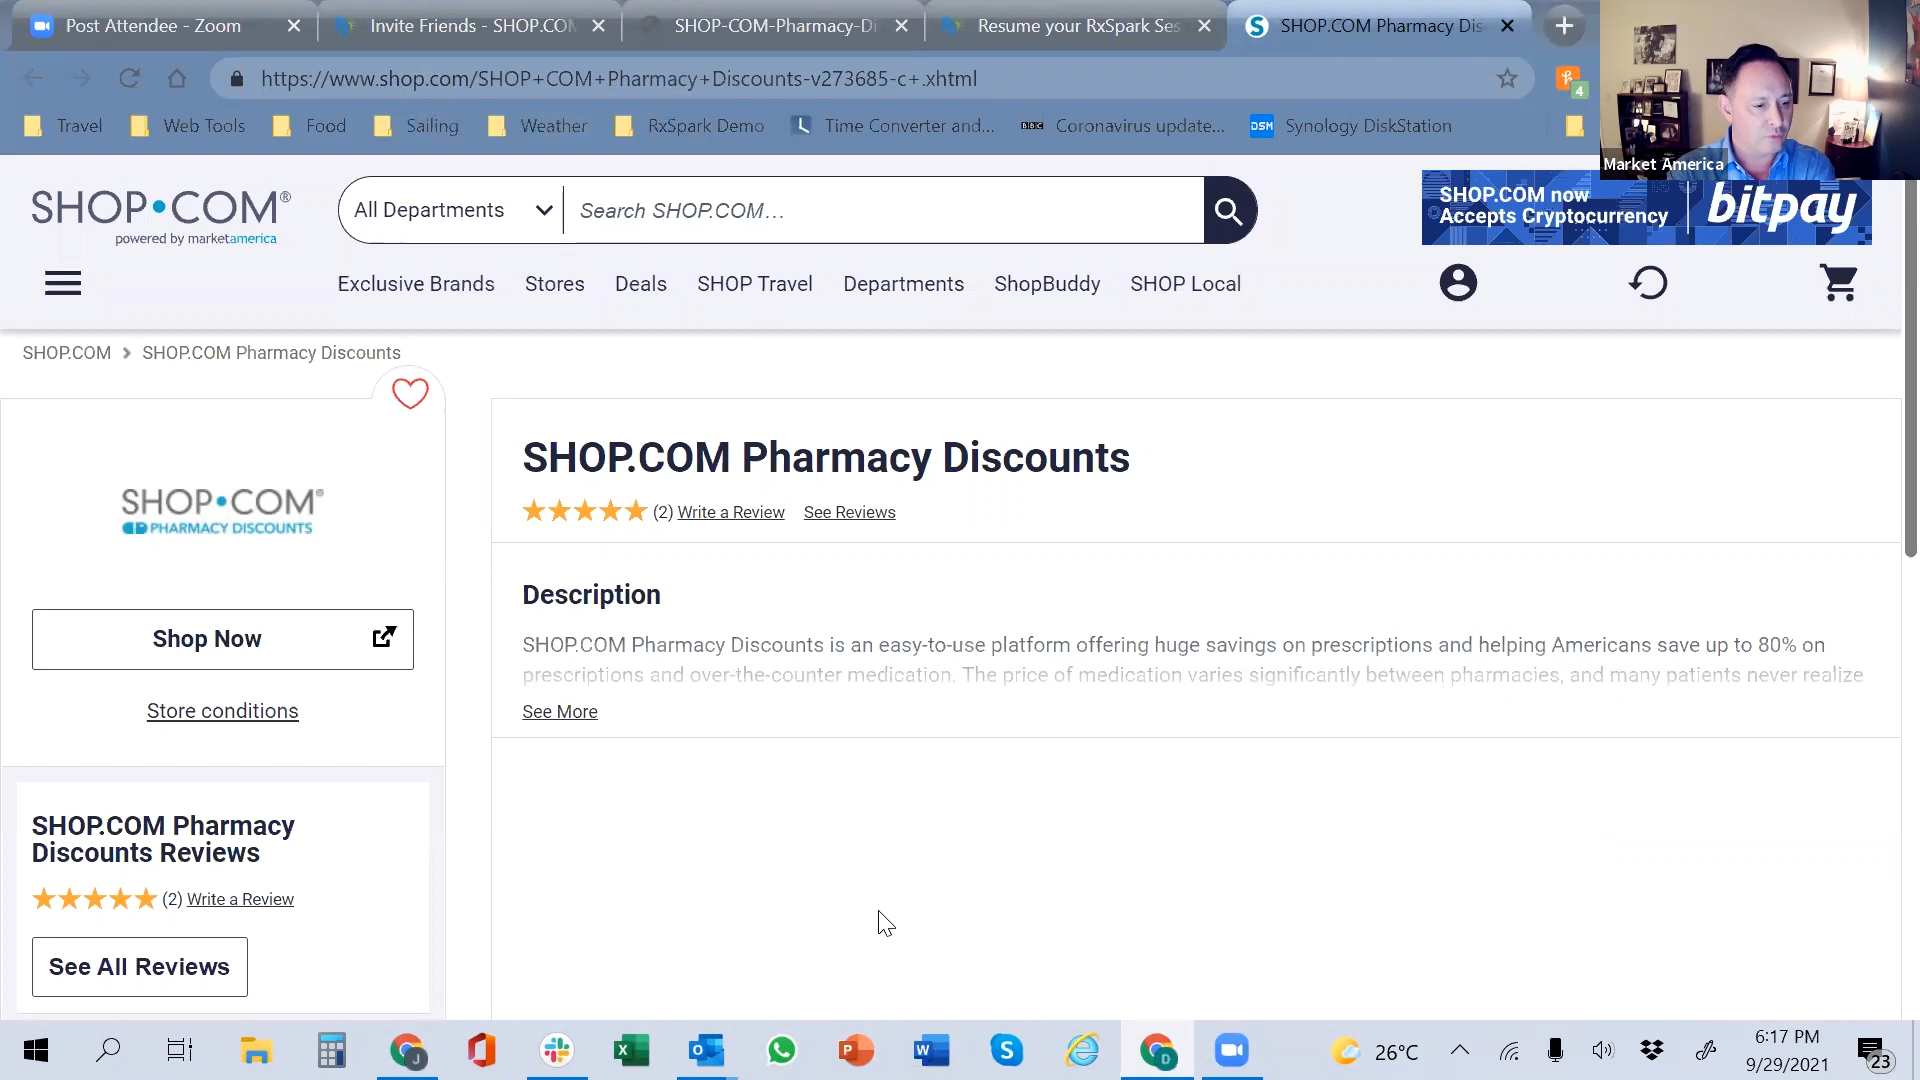 Post Attendee - Zoom
Invite Friends - SHOP.COM
SHOP-COM-Pharmacy-Di
Resume your RxSpark Ses
SHOP.COM Pharmacy Dis
https://www.shop.com/SHOP+COM+Pharmacy+Discounts-v273685-c+.xhtml
4
Travel
Web Tools
Food
Sailing
Weather
RxSpark Demo
Time Converter and...
BBC
Coronavirus update...
DSM
Synology DiskStation
Market America
SHOP•COM®
powered by marketamerica
All Departments
Search SHOP.COM...
SHOP.COM now
Accepts Cryptocurrency
bitpay
Exclusive Brands
Stores
Deals
SHOP Travel
Departments
ShopBuddy
SHOP Local
SHOP.COM > SHOP.COM Pharmacy Discounts
SHOP•COM®
PHARMACY DISCOUNTS
Shop Now
Store conditions
SHOP.COM Pharmacy Discounts
(2) Write a Review See Reviews
Description
SHOP.COM Pharmacy Discounts is an easy-to-use platform offering huge savings on prescriptions and helping Americans save up to 80% on
prescriptions and over-the-counter medication. The price of medication varies significantly between pharmacies, and many patients never realize
See More
SHOP.COM Pharmacy
Discounts Reviews
(2) Write a Review
See All Reviews
26°C
6:17 PM
9/29/2021
23